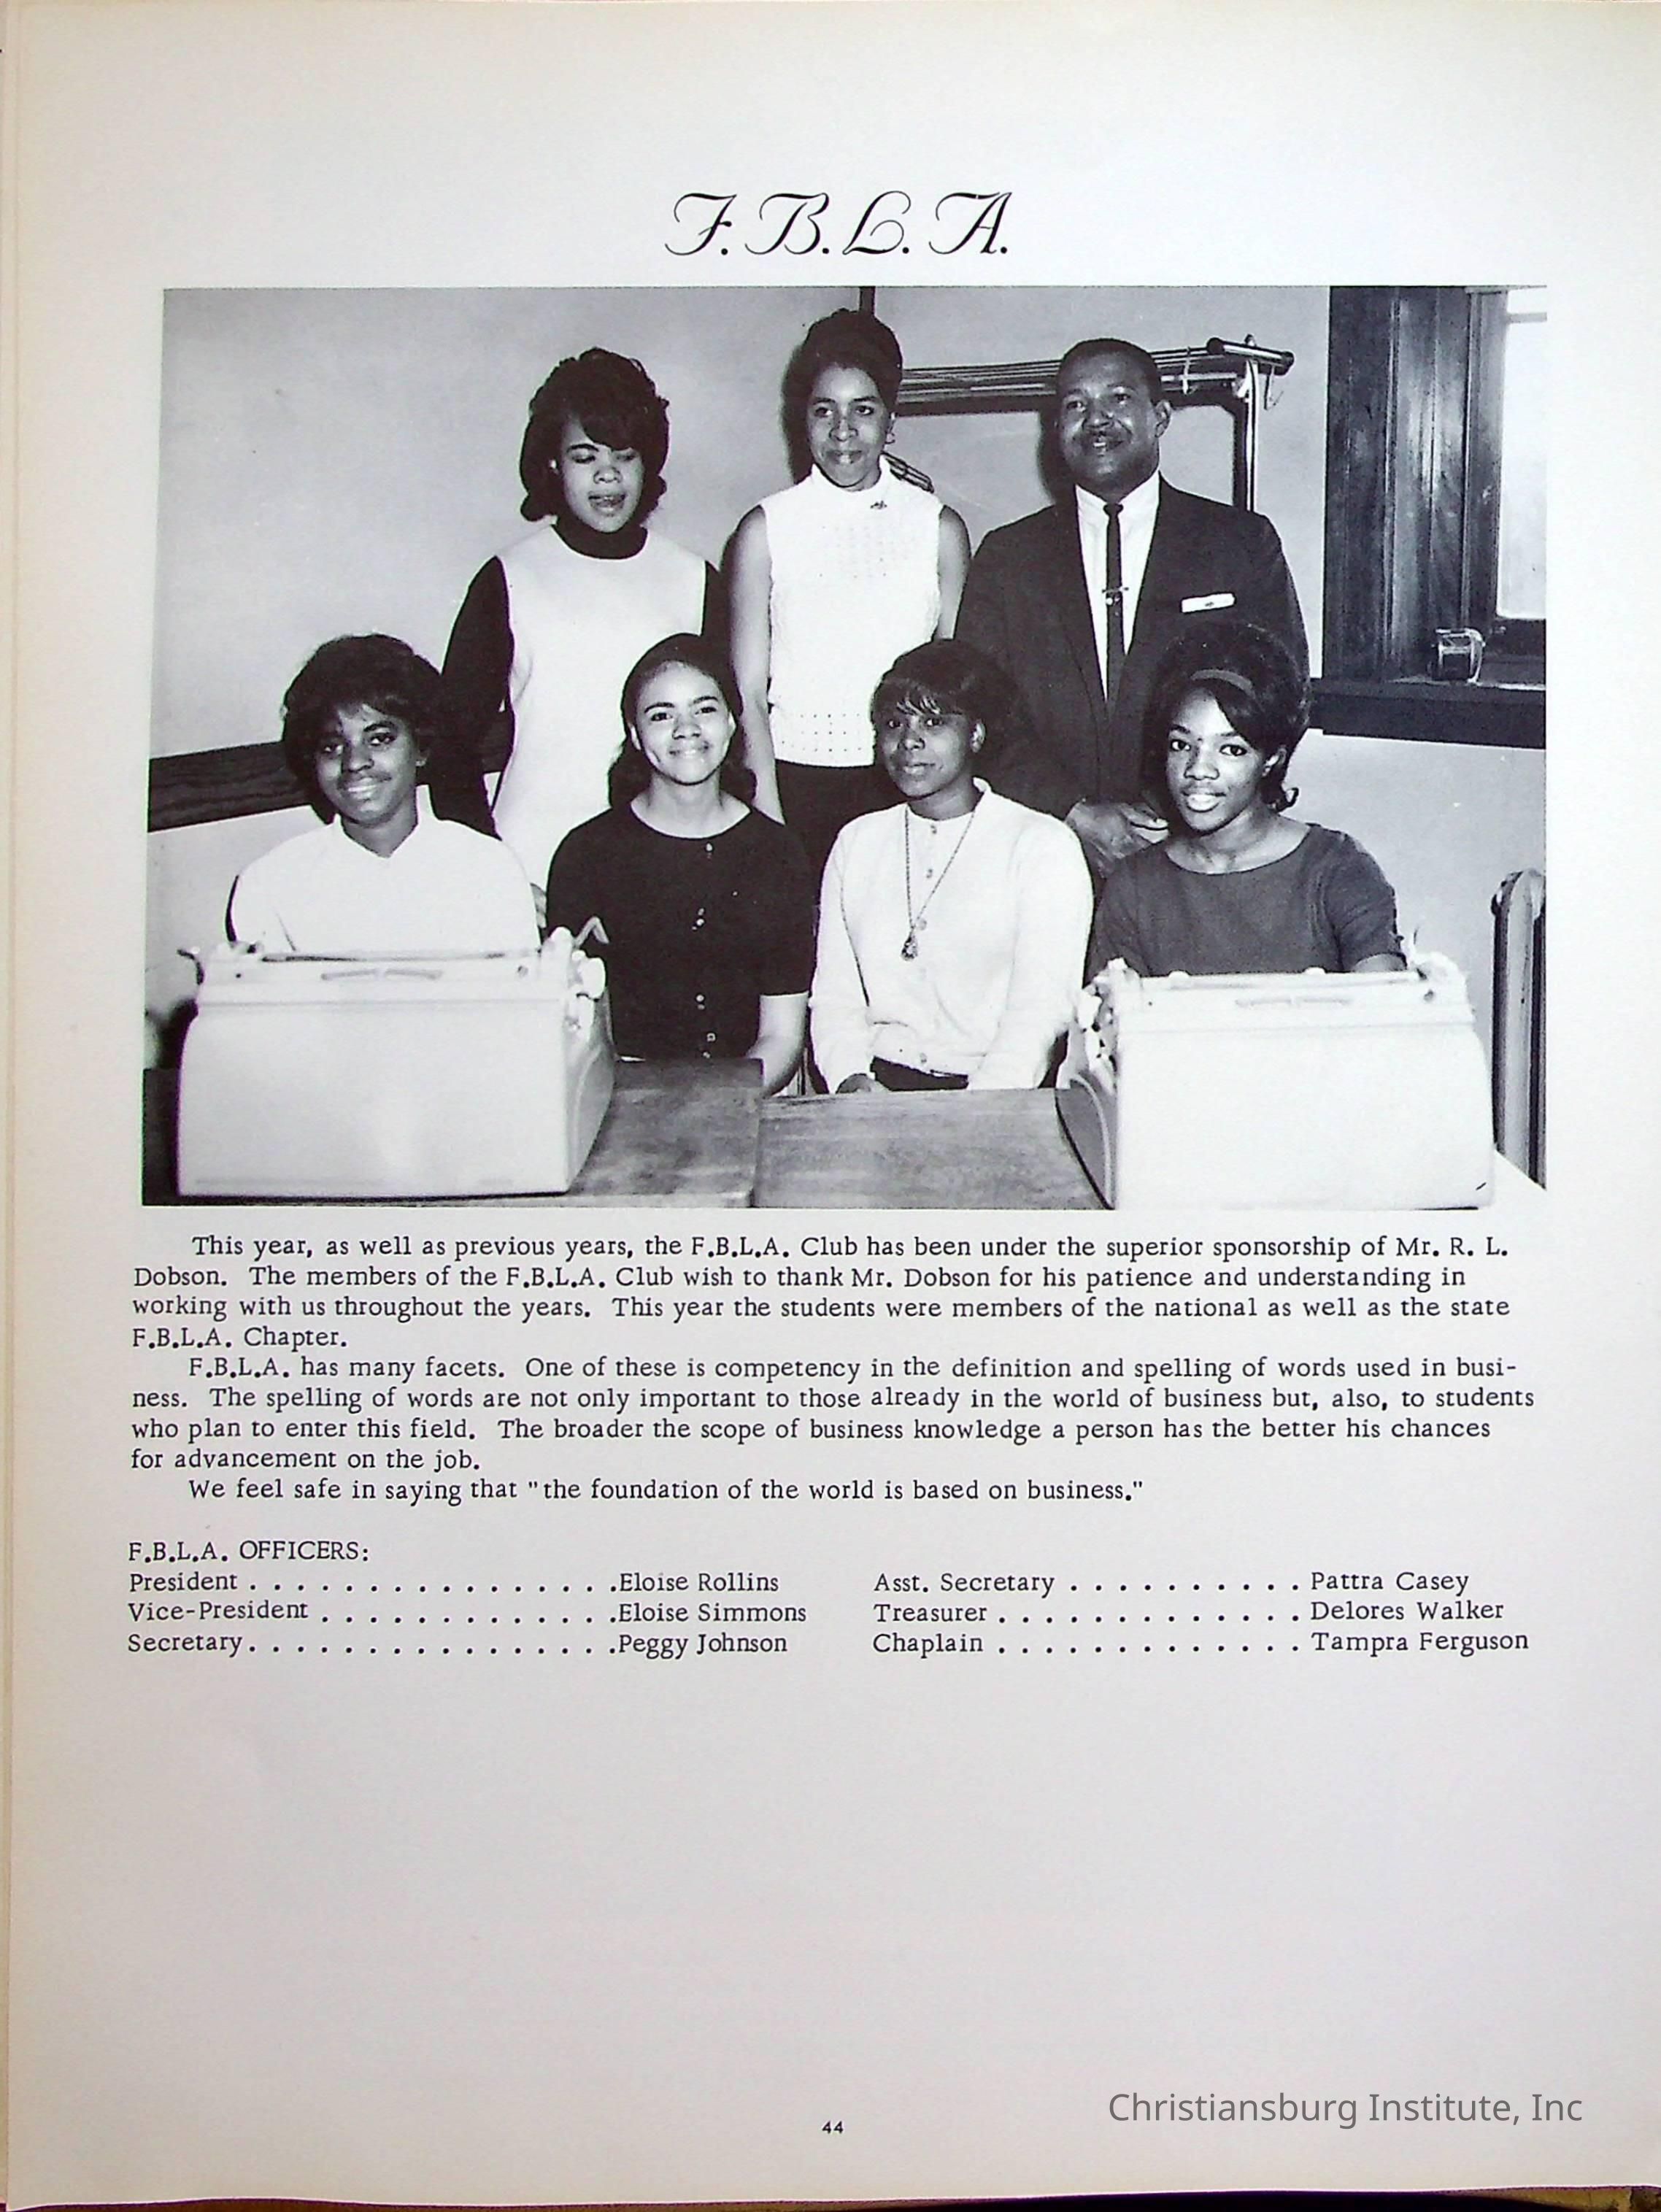 F.B.L.A.
This year, as well as previous years, the F.B.L.A. Club has been under the superior sponsorship of Mr. R. L.
Dobson. The members of the F.B.L.A. Club wish to thank Mr. Dobson for his patience and understanding in
working with us throughout the years. This year the students were members of the national as well as the state
F.B.L.A. Chapter.
F.B.L.A. has many facets. One of these is competency in the definition and spelling of words used in busi-
ness. The spelling of words are not only important to those already in the world of business but, also, to students
who plan to enter this field. The broader the scope of business knowledge a person has the better his chances
for advancement on the job.
We feel safe in saying that "the foundation of the world is based on business."
F.B.L.A. OFFICERS:
President . . . . . . . . . . . . . . . .Eloise Rollins
Vice-President . . . . . . . . . . . . .Eloise Simmons
Secretary. . . . . . . . . . . . . . . .Peggy Johnson
Asst. Secretary . . . . . . . . . . Pattra Casey
Treasurer . . . . . . . . . . . . . Delores Walker
Chaplain . . . . . . . . . . . . . Tampra Ferguson
44
Christiansburg Institute, Inc